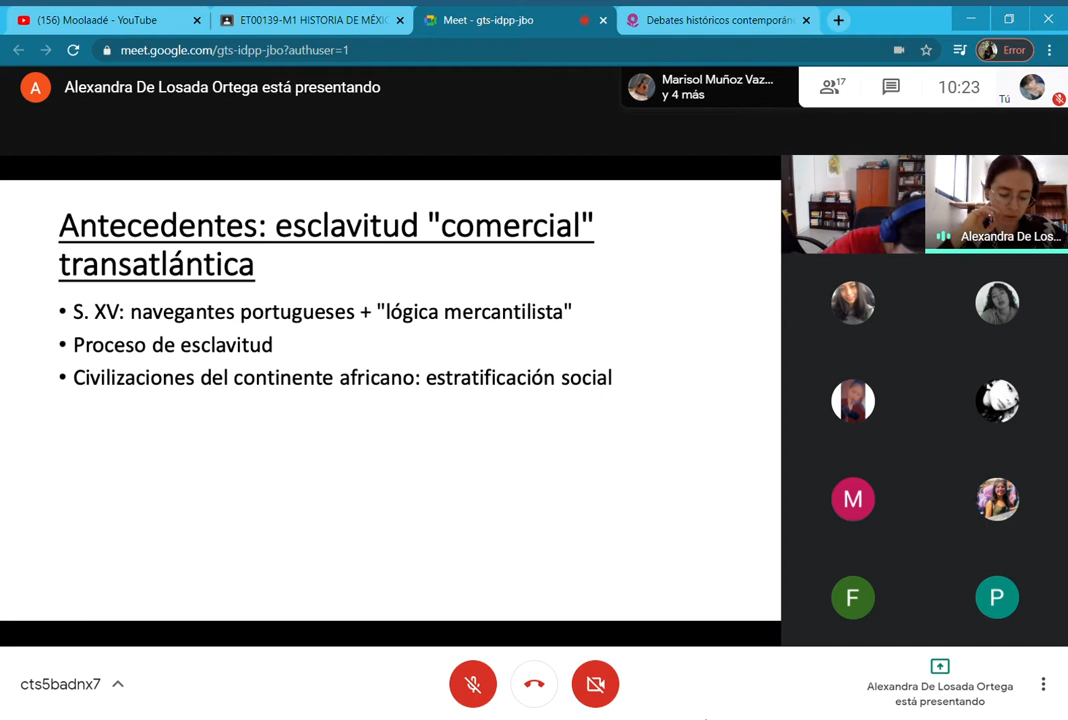 (156) Moolaadé - YouTube
ET00139-M1 HISTORIA DE MÉXIC
Meet - gts-idpp-jbo
Debates históricos contemporán
meet.google.com/gts-idpp-jbo?authuser=1
Error
A
Alexandra De Losada Ortega está presentando
Marisol Muñoz Vaz...
y 4 más
17
10:23
Tú
Antecedentes: esclavitud "comercial"
transatlántica
• S. XV: navegantes portugueses + "lógica mercantilista"
• Proceso de esclavitud
• Civilizaciones del continente africano: estratificación social
Alexandra De Los...
M
F
P
cts5badnx7
Alexandra De Losada Ortega
está presentando